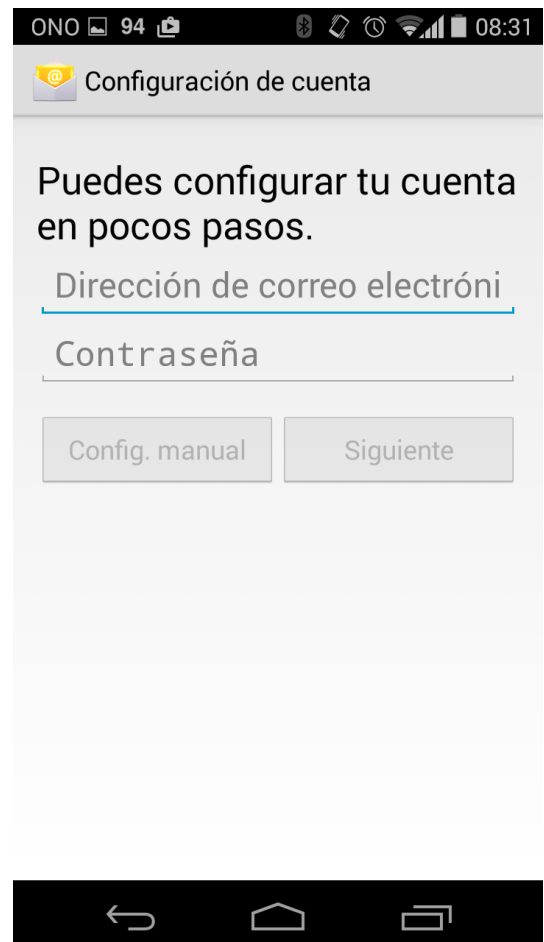 ONO 94 08:31
Configuración de cuenta
Puedes configurar tu cuenta
en pocos pasos.
Dirección de correo electróni
Contraseña
Config. manual Siguiente